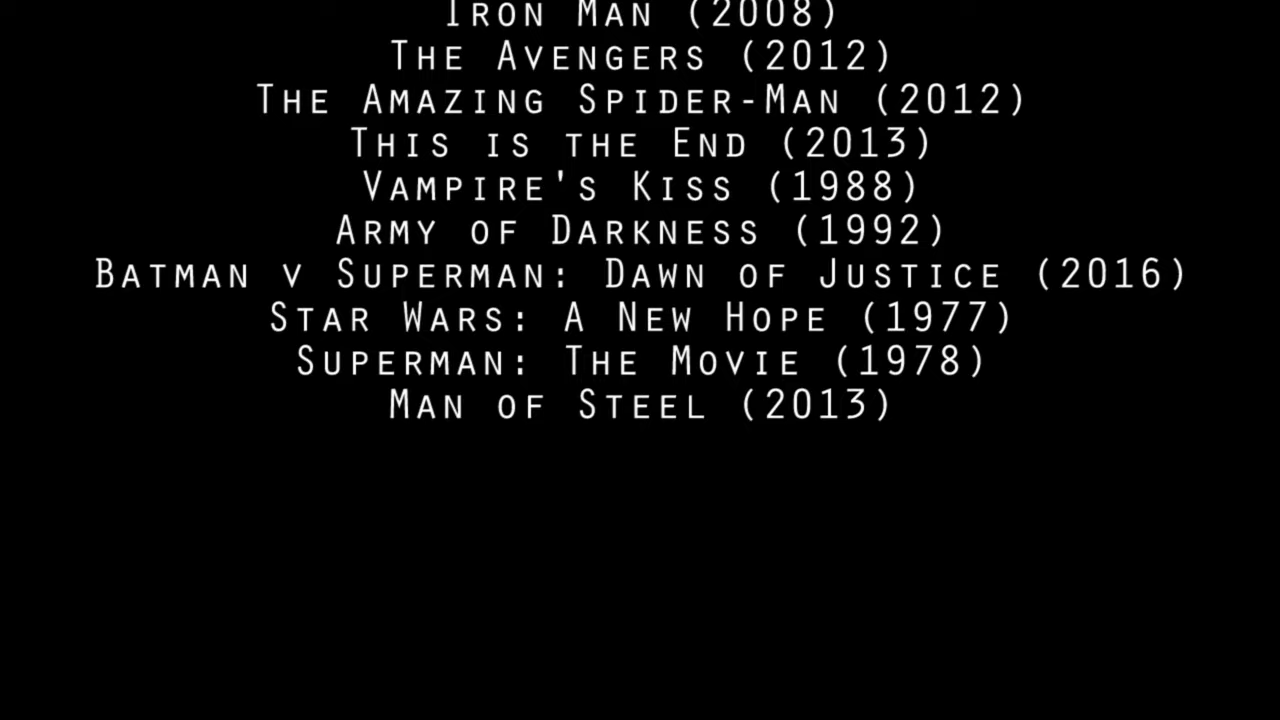 Iron Man (2008)
The Avengers (2012)
The Amazing Spider-Man (2012)
This is the End (2013)
Vampire's Kiss (1988)
Army of Darkness (1992)
Batman v Superman: Dawn of Justice (2016)
Star Wars: A New Hope (1977)
Superman: The Movie (1978)
Man of Steel (2013)